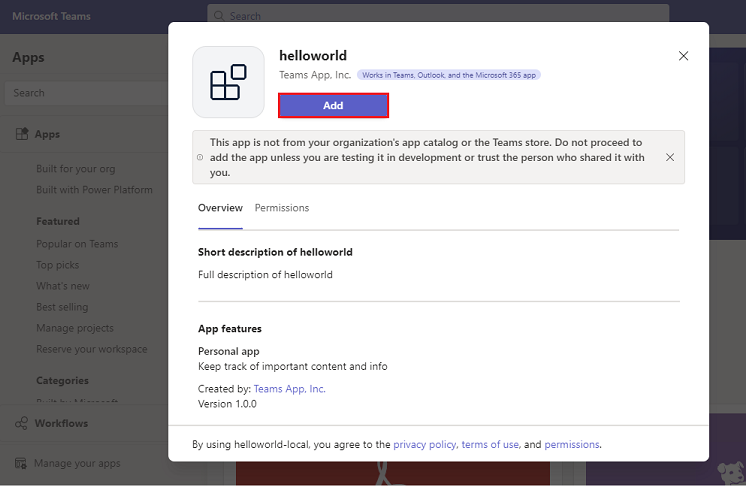 Microsoft Teams
Search
Apps
Search
Apps
Built for your org
Built with Power Platform
Featured
Popular on Teams
Top picks
What's new
Best selling
Manage projects
Reserve your workspace
Categories
Built by Microsoft
Workflows
Manage your apps
helloworld
Teams App, Inc.
Works in Teams, Outlook, and the Microsoft 365 app
Add
This app is not from your organization's app catalog or the Teams store. Do not proceed to
add the app unless you are testing it in development or trust the person who shared it with
you.
Overview
Permissions
Short description of helloworld
Full description of helloworld
App features
Personal app
Keep track of important content and info
Created by: Teams App, Inc.
Version 1.0.0
By using helloworld-local, you agree to the privacy policy, terms of use, and permissions.